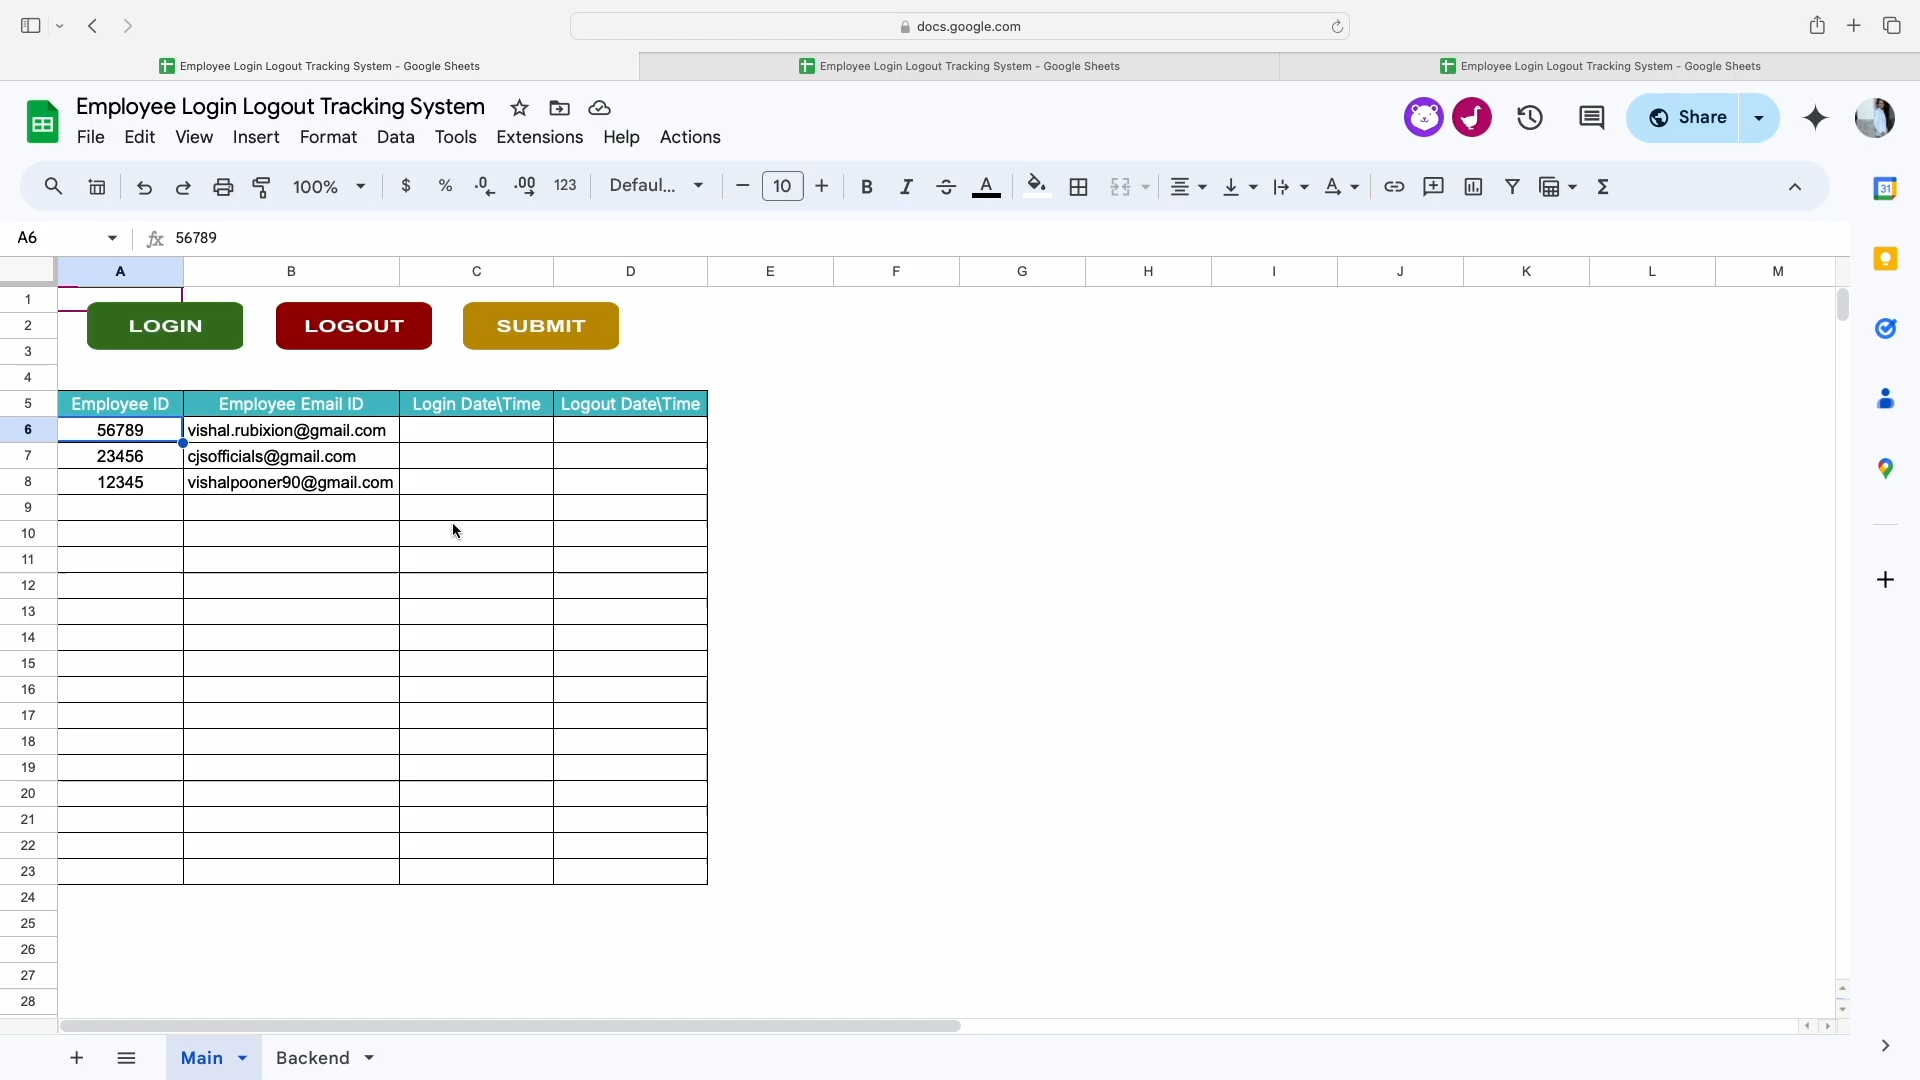 docs.google.com
Employee Login Logout Tracking System - Google Sheets
Employee Login Logout Tracking System - Google Sheets
Employee Login Logout Tracking System - Google Sheets
Employee Login Logout Tracking System
File Edit View Insert Format Data Tools Extensions Help Actions
Share
100% $ % .0 .00 123 Defaul... 10 B I S A Σ
31
A6 fx 56789
A B C D E F G H I J K L M
1
2 LOGIN LOGOUT SUBMIT
3
4
5 Employee ID Employee Email ID Login Date\Time Logout Date\Time
6 56789 vishal.rubixion@gmail.com
7 23456 cjsofficials@gmail.com
8 12345 vishalpooner90@gmail.com
9
10
11
12
13
14
15
16
17
18
19
20
21
22
23
24
25
26
27
28
Main Backend